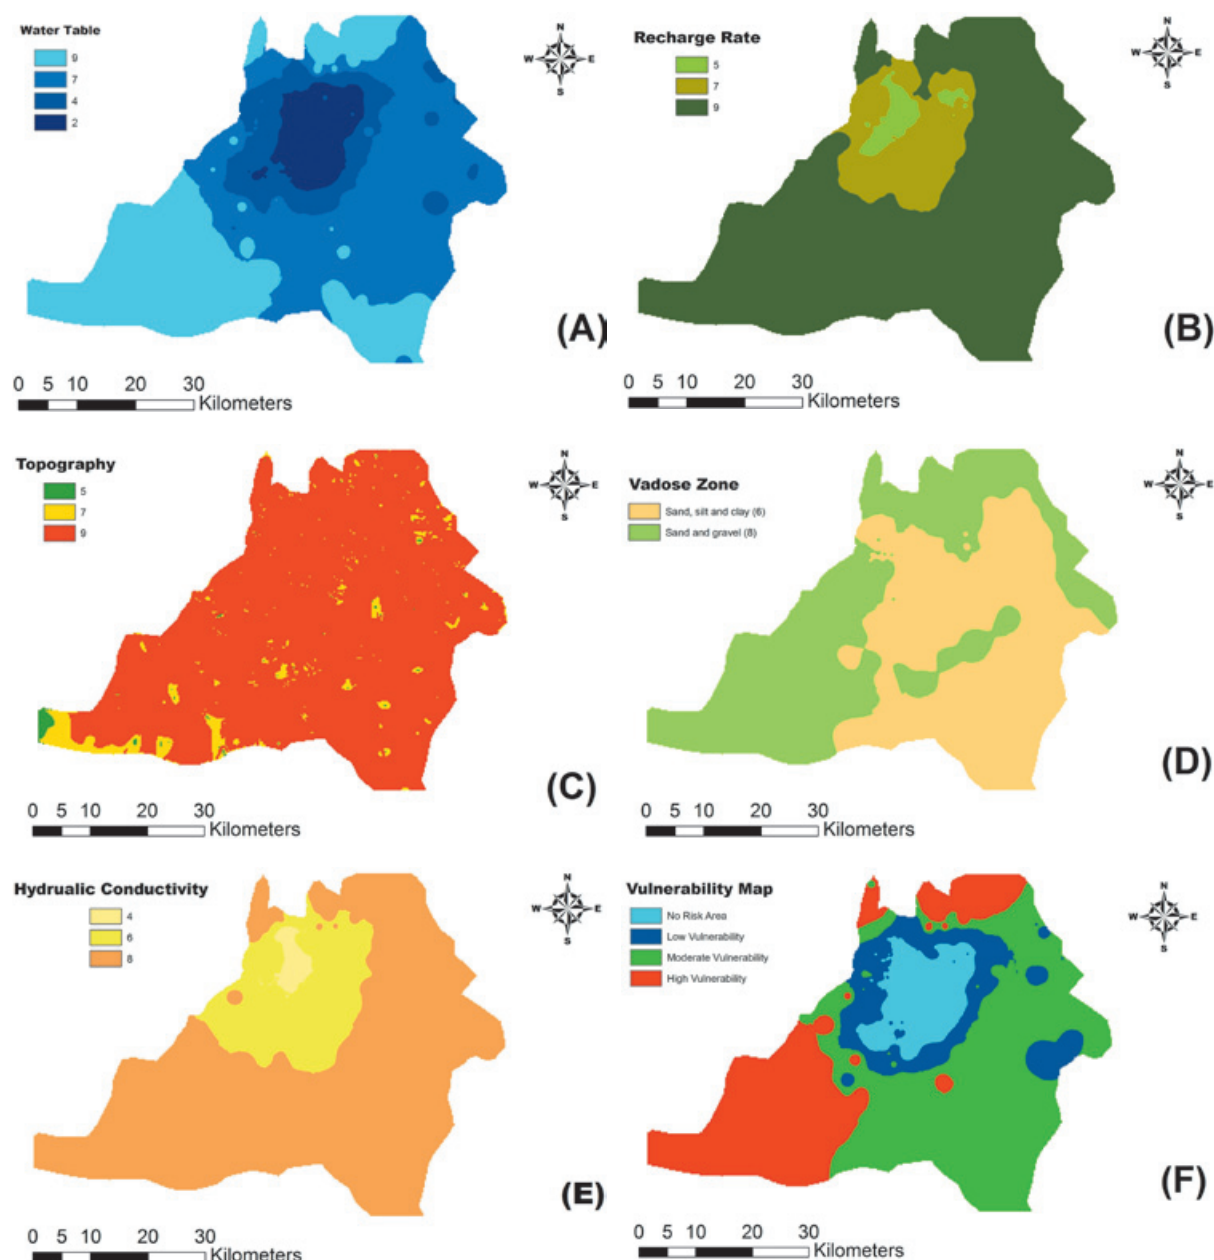 Water Table
9
7
4
2
N
W E
S
(A)
0 5 10 20 30
Kilometers
Recharge Rate
5
7
9
N
W E
S
(B)
0 5 10 20 30
Kilometers
Topography
5
7
9
N
W E
S
(C)
0 5 10 20 30
Kilometers
Vadose Zone
Sand, silt and clay (6)
Sand and gravel (8)
N
W E
S
(D)
0 5 10 20 30
Kilometers
Hydrualic Conductivity
4
6
8
N
W E
S
(E)
0 5 10 20 30
Kilometers
Vulnerability Map
No Risk Area
Low Vulnerability
Moderate Vulnerability
High Vulnerability
N
W E
S
(F)
0 5 10 20 30
Kilometers